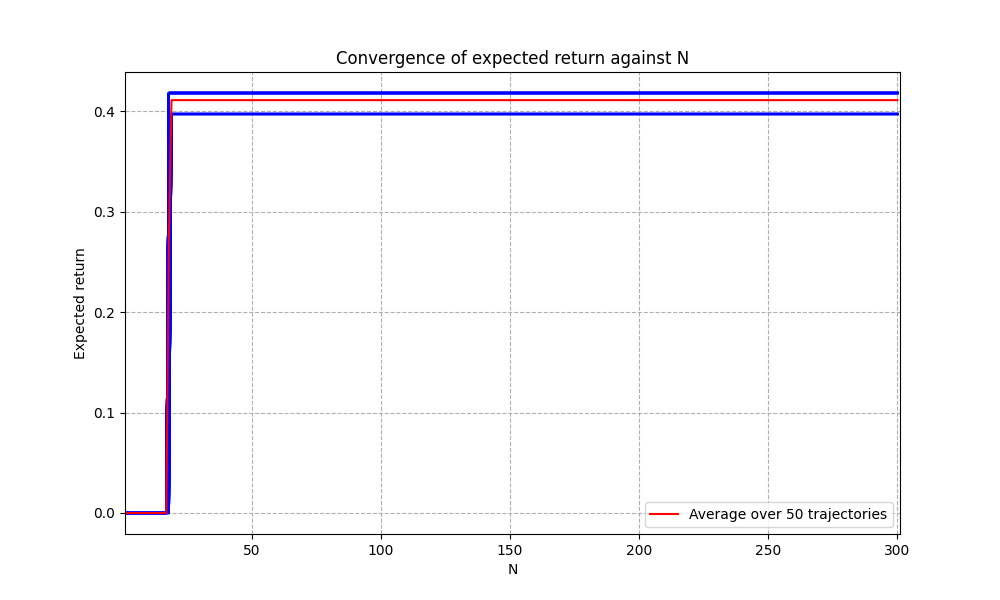 Convergence of expected return against N
Expected return
0.4
0.3
0.2
0.1
0.0
Average over 50 trajectories
50 100 150 200 250 300
N